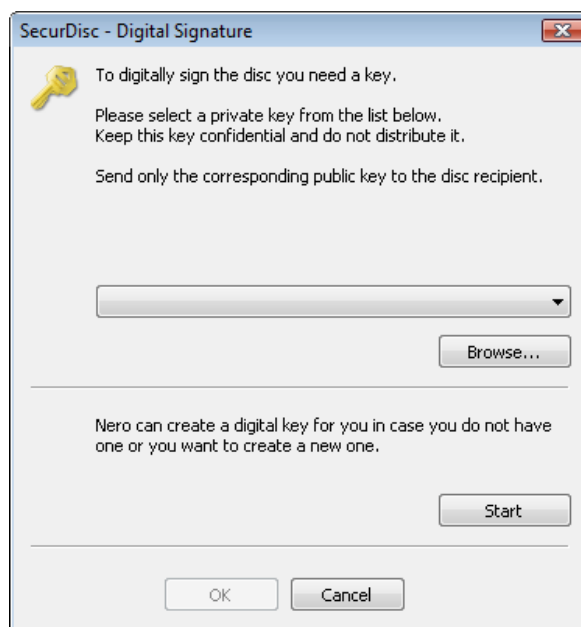 SecurDisc - Digital Signature
To digitally sign the disc you need a key.
Please select a private key from the list below.
Keep this key confidential and do not distribute it.
Send only the corresponding public key to the disc recipient.
Browse...
Nero can create a digital key for you in case you do not have
one or you want to create a new one.
Start
OK
Cancel